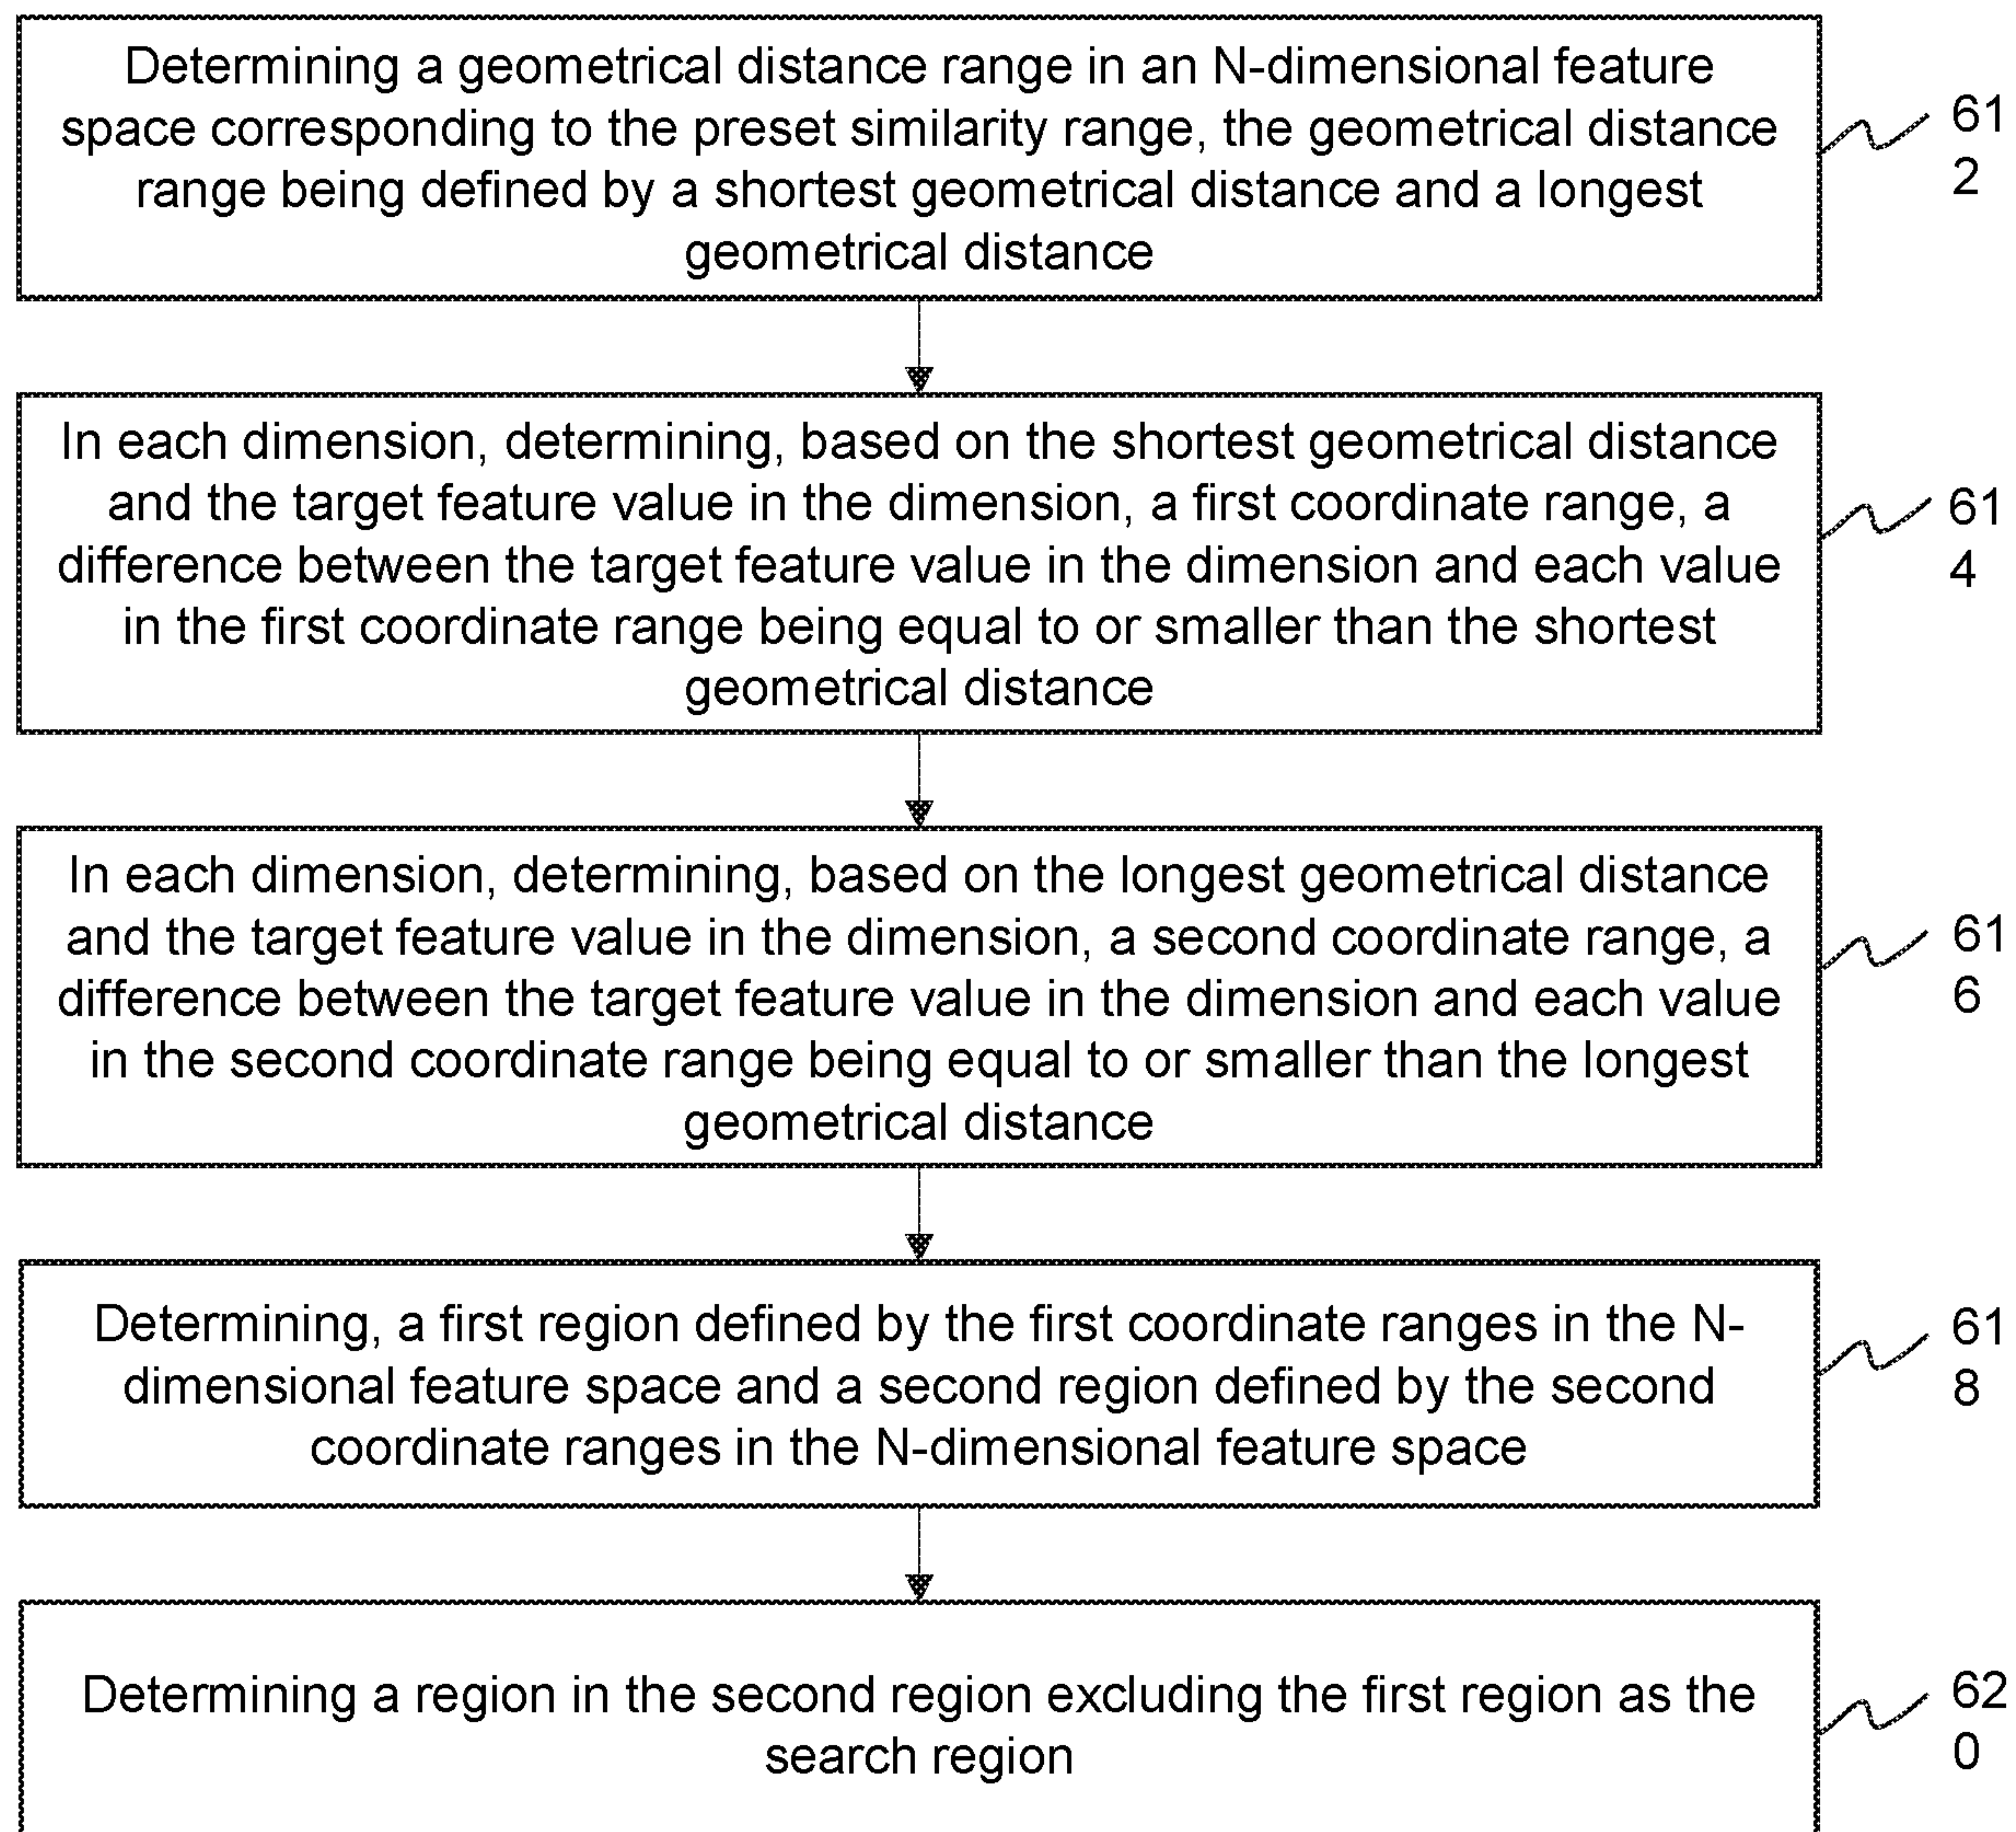 Determining a geometrical distance range in an N-dimensional feature
space corresponding to the preset similarity range, the geometrical distance
range being defined by a shortest geometrical distance and a longest
geometrical distance
61
2
In each dimension, determining, based on the shortest geometrical distance
and the target feature value in the dimension, a first coordinate range, a
difference between the target feature value in the dimension and each value
in the first coordinate range being equal to or smaller than the shortest
geometrical distance
61
4
In each dimension, determining, based on the longest geometrical distance
and the target feature value in the dimension, a second coordinate range, a
difference between the target feature value in the dimension and each value
in the second coordinate range being equal to or smaller than the longest
geometrical distance
61
6
Determining, a first region defined by the first coordinate ranges in the N-
dimensional feature space and a second region defined by the second
coordinate ranges in the N-dimensional feature space
61
8
Determining a region in the second region excluding the first region as the
search region
62
0